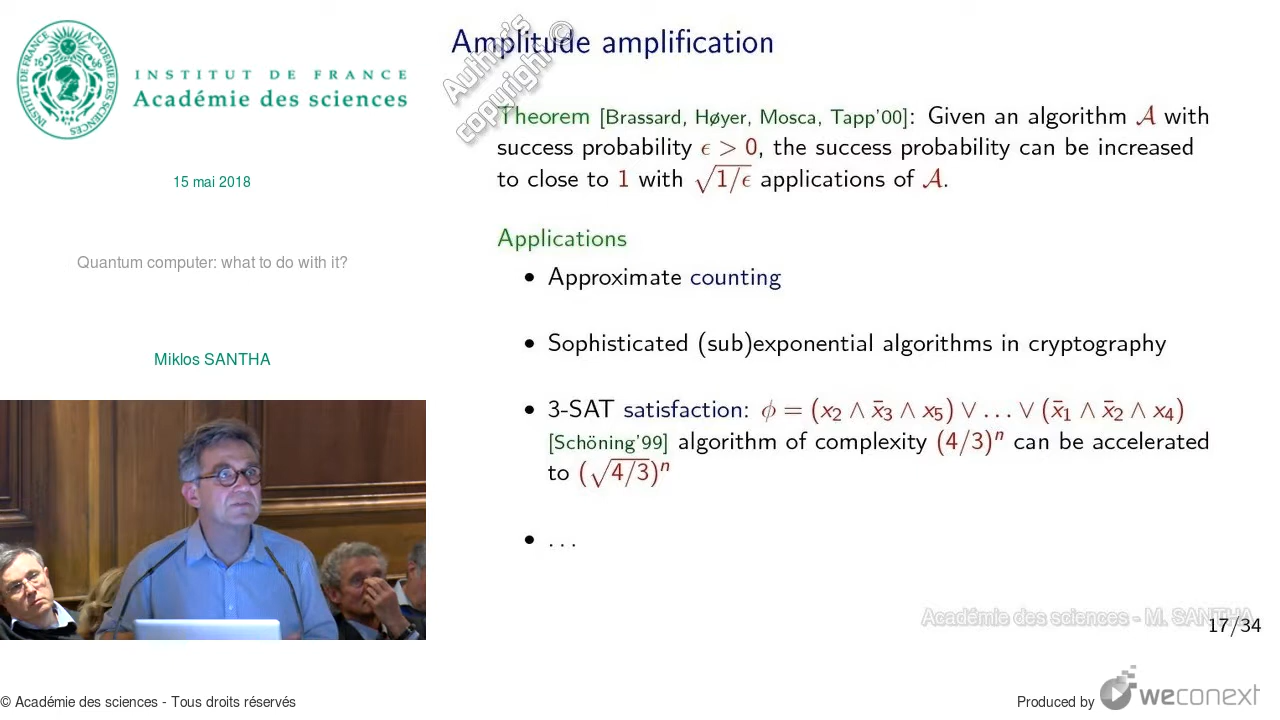 INSTITUT DE FRANCE
Académie des sciences
15 mai 2018
Quantum computer: what to do with it?
Miklos SANTHA
Amplitude amplification
Author's
copyright ©
Theorem [Brassard, Høyer, Mosca, Tapp'00]: Given an algorithm 𝒜 with
success probability ϵ > 0, the success probability can be increased
to close to 1 with √(1/ϵ) applications of 𝒜.
Applications
• Approximate counting
• Sophisticated (sub)exponential algorithms in cryptography
• 3-SAT satisfaction: ϕ = (x₂ ∧ x̄₃ ∧ x₅) ∨ … ∨ (x̄₁ ∧ x̄₂ ∧ x₄)
[Schöning'99] algorithm of complexity (4/3)ⁿ can be accelerated
to (√(4/3))ⁿ
• . . .
Académie des sciences - M. SANTHA
17/34
© Académie des sciences - Tous droits réservés
Produced by weconext